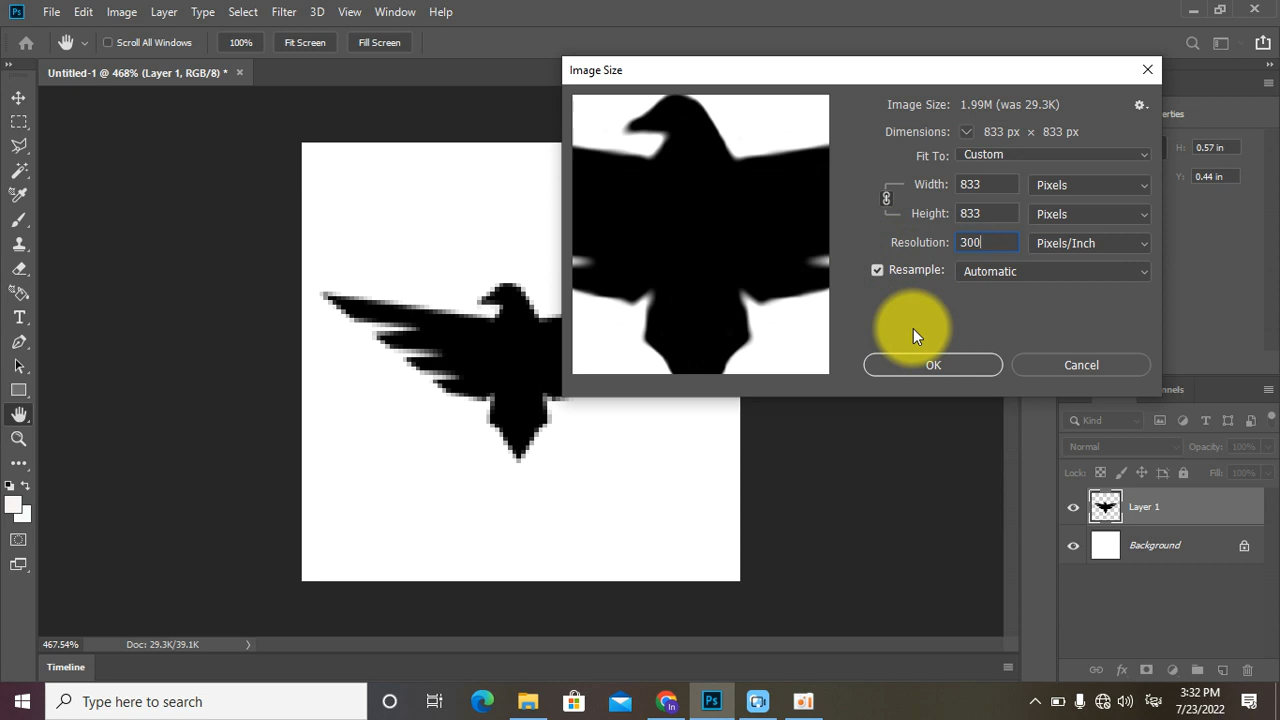 Ps File Edit Image Layer Type Select Filter 3D View Window Help
Scroll All Windows 100% Fit Screen Fill Screen
Untitled-1 @ 468% (Layer 1, RGB/8) * ×
Image Size
Image Size: 1.99M (was 29.3K)
Dimensions: 833 px × 833 px
Fit To: Custom
Width: 833 Pixels
Height: 833 Pixels
Resolution: 300 Pixels/Inch
Resample: Automatic
OK Cancel
H: 0.57 in
Y: 0.44 in
Kind
Normal Opacity: 100%
Lock: Fill: 100%
Layer 1
Background
467.54% Doc: 29.3K/39.1K
Timeline
Type here to search
3:32 PM
7/23/2022